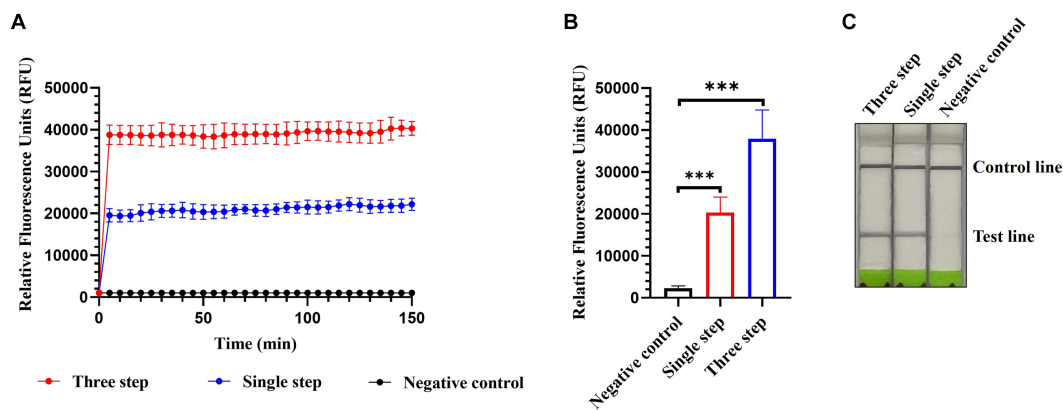 A
Relative Fluorescence Units (RFU)
50000
40000
30000
20000
10000
0
0
50
100
150
Time (min)
Three step
Single step
Negative control
B
Relative Fluorescence Units (RFU)
50000
40000
30000
20000
10000
0
***
***
Negative control
Single step
Three step
C
Three step
Single step
Negative control
Control line
Test line